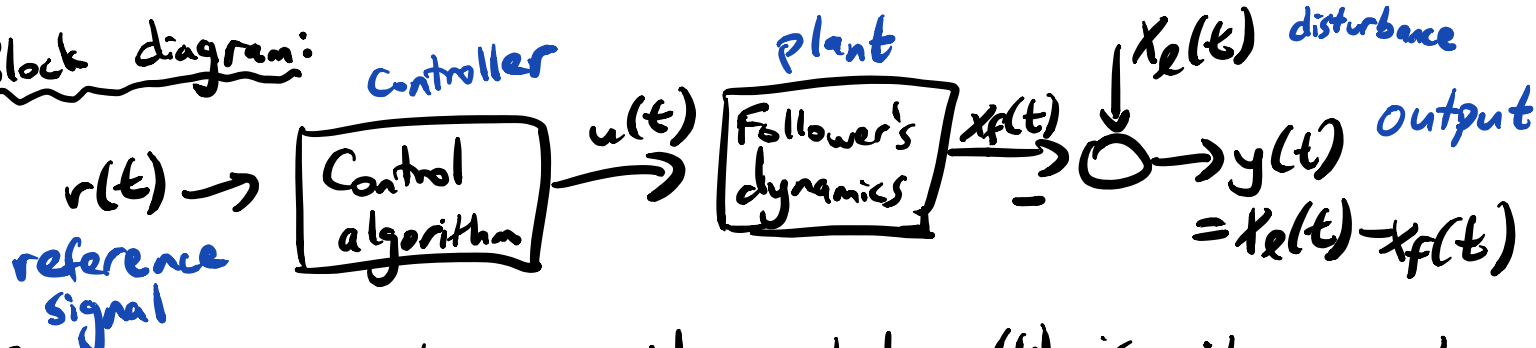 lock diagram:
controller
plant
Xℓ(t) disturbance
r(t) → Control algorithm
u(t)
Follower's dynamics
xf(t)
−
y(t)
output
= Xℓ(t) − xf(t)
reference
signal